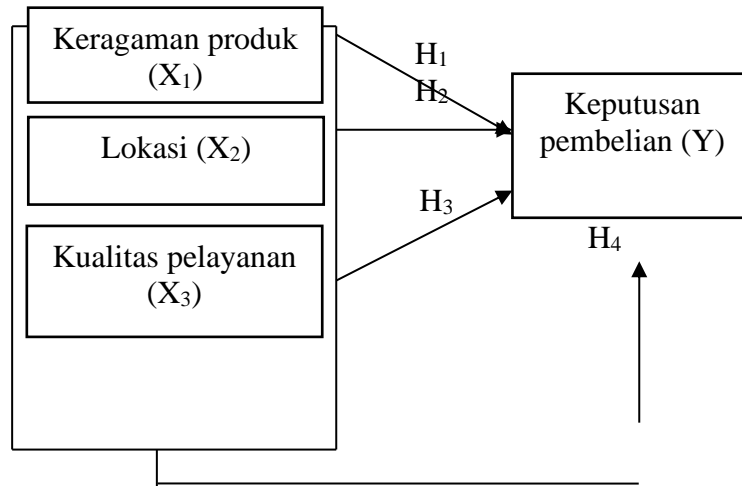 Keragaman produk
(X₁)
H₁
H₂
Keputusan
pembelian (Y)
Lokasi (X₂)
H₃
Kualitas pelayanan
(X₃)
H₄